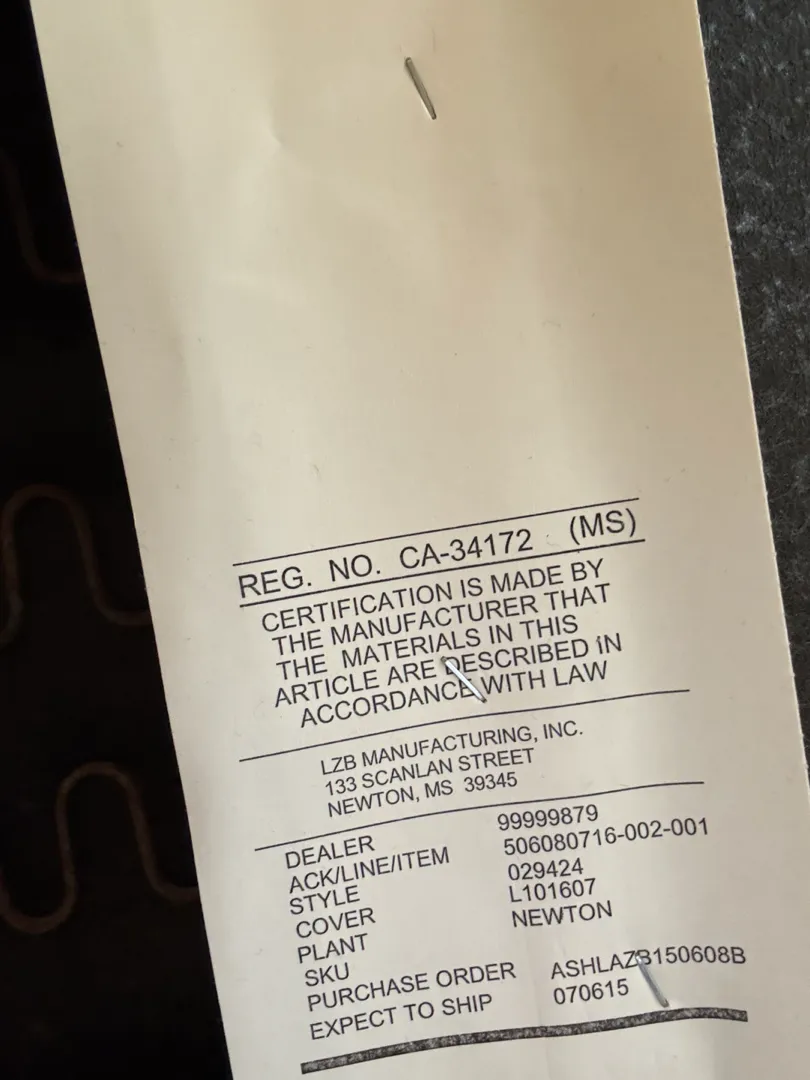 REG. NO. CA-34172 (MS)
CERTIFICATION IS MADE BY
THE MANUFACTURER THAT
THE MATERIALS IN THIS
ARTICLE ARE DESCRIBED IN
ACCORDANCE WITH LAW
LZB MANUFACTURING, INC.
133 SCANLAN STREET
NEWTON, MS 39345
DEALER 99999879
ACK/LINE/ITEM 506080716-002-001
STYLE 029424
COVER L101607
PLANT NEWTON
SKU
PURCHASE ORDER ASHLAZB150608B
EXPECT TO SHIP 070615